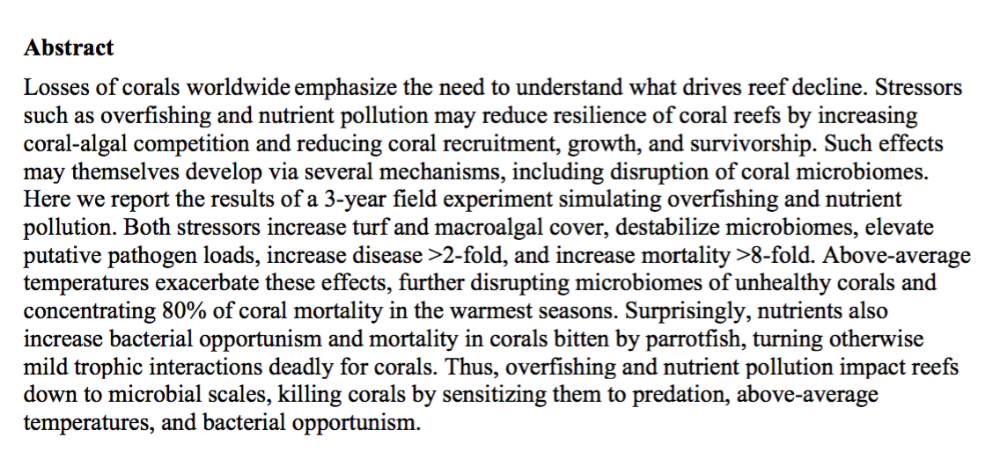 Abstract
Losses of corals worldwide emphasize the need to understand what drives reef decline. Stressors
such as overfishing and nutrient pollution may reduce resilience of coral reefs by increasing
coral-algal competition and reducing coral recruitment, growth, and survivorship. Such effects
may themselves develop via several mechanisms, including disruption of coral microbiomes.
Here we report the results of a 3-year field experiment simulating overfishing and nutrient
pollution. Both stressors increase turf and macroalgal cover, destabilize microbiomes, elevate
putative pathogen loads, increase disease >2-fold, and increase mortality >8-fold. Above-average
temperatures exacerbate these effects, further disrupting microbiomes of unhealthy corals and
concentrating 80% of coral mortality in the warmest seasons. Surprisingly, nutrients also
increase bacterial opportunism and mortality in corals bitten by parrotfish, turning otherwise
mild trophic interactions deadly for corals. Thus, overfishing and nutrient pollution impact reefs
down to microbial scales, killing corals by sensitizing them to predation, above-average
temperatures, and bacterial opportunism.